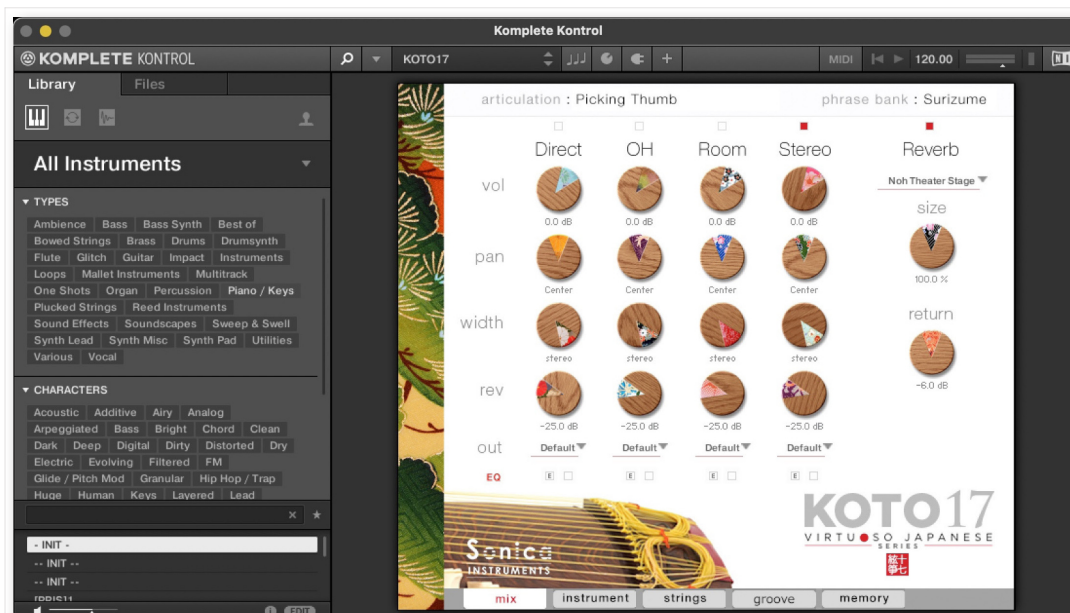 Komplete Kontrol
KOMPLETE KONTROL
KOTO17
MIDI
120.00
Library Files
All Instruments
TYPES
Ambience Bass Bass Synth Best of
Bowed Strings Brass Drums Drumsynth
Flute Glitch Guitar Impact Instruments
Loops Mallet Instruments Multitrack
One Shots Organ Percussion Piano / Keys
Plucked Strings Reed Instruments
Sound Effects Soundscapes Sweep & Swell
Synth Lead Synth Misc Synth Pad Utilities
Various Vocal
CHARACTERS
Acoustic Additive Airy Analog
Arpeggiated Bass Bright Chord Clean
Dark Deep Digital Dirty Distorted Dry
Electric Evolving Filtered FM
Glide / Pitch Mod Granular Hip Hop / Trap
Huge Human Keys Layered Lead
- INIT -
-- INIT --
-- INIT --
EDIT
articulation : Picking Thumb phrase bank : Surizume
Direct OH Room Stereo Reverb
vol
0.0 dB 0.0 dB 0.0 dB 0.0 dB
Noh Theater Stage
size
100.0 %
pan
Center Center Center Center
width
stereo stereo stereo stereo
return
-6.0 dB
rev
-25.0 dB -25.0 dB -25.0 dB -25.0 dB
out Default Default Default Default
EQ E E E E
Sonica
INSTRUMENTS
KOTO 17
VIRTUOSO JAPANESE
SERIES
十七絃
mix instrument strings groove memory